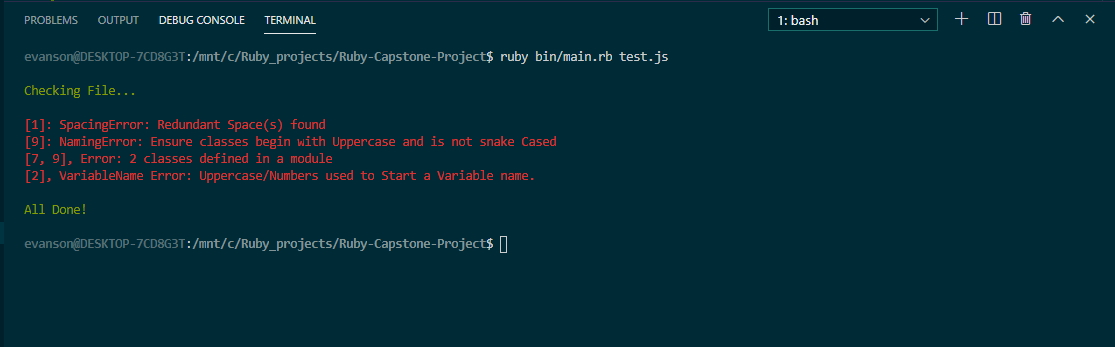 PROBLEMS OUTPUT DEBUG CONSOLE TERMINAL 1: bash
evanson@DESKTOP-7CD8G3T:/mnt/c/Ruby_projects/Ruby-Capstone-Project$ ruby bin/main.rb test.js
Checking File...
[1]: SpacingError: Redundant Space(s) found
[9]: NamingError: Ensure classes begin with Uppercase and is not snake Cased
[7, 9], Error: 2 classes defined in a module
[2], VariableName Error: Uppercase/Numbers used to Start a Variable name.
All Done!
evanson@DESKTOP-7CD8G3T:/mnt/c/Ruby_projects/Ruby-Capstone-Project$